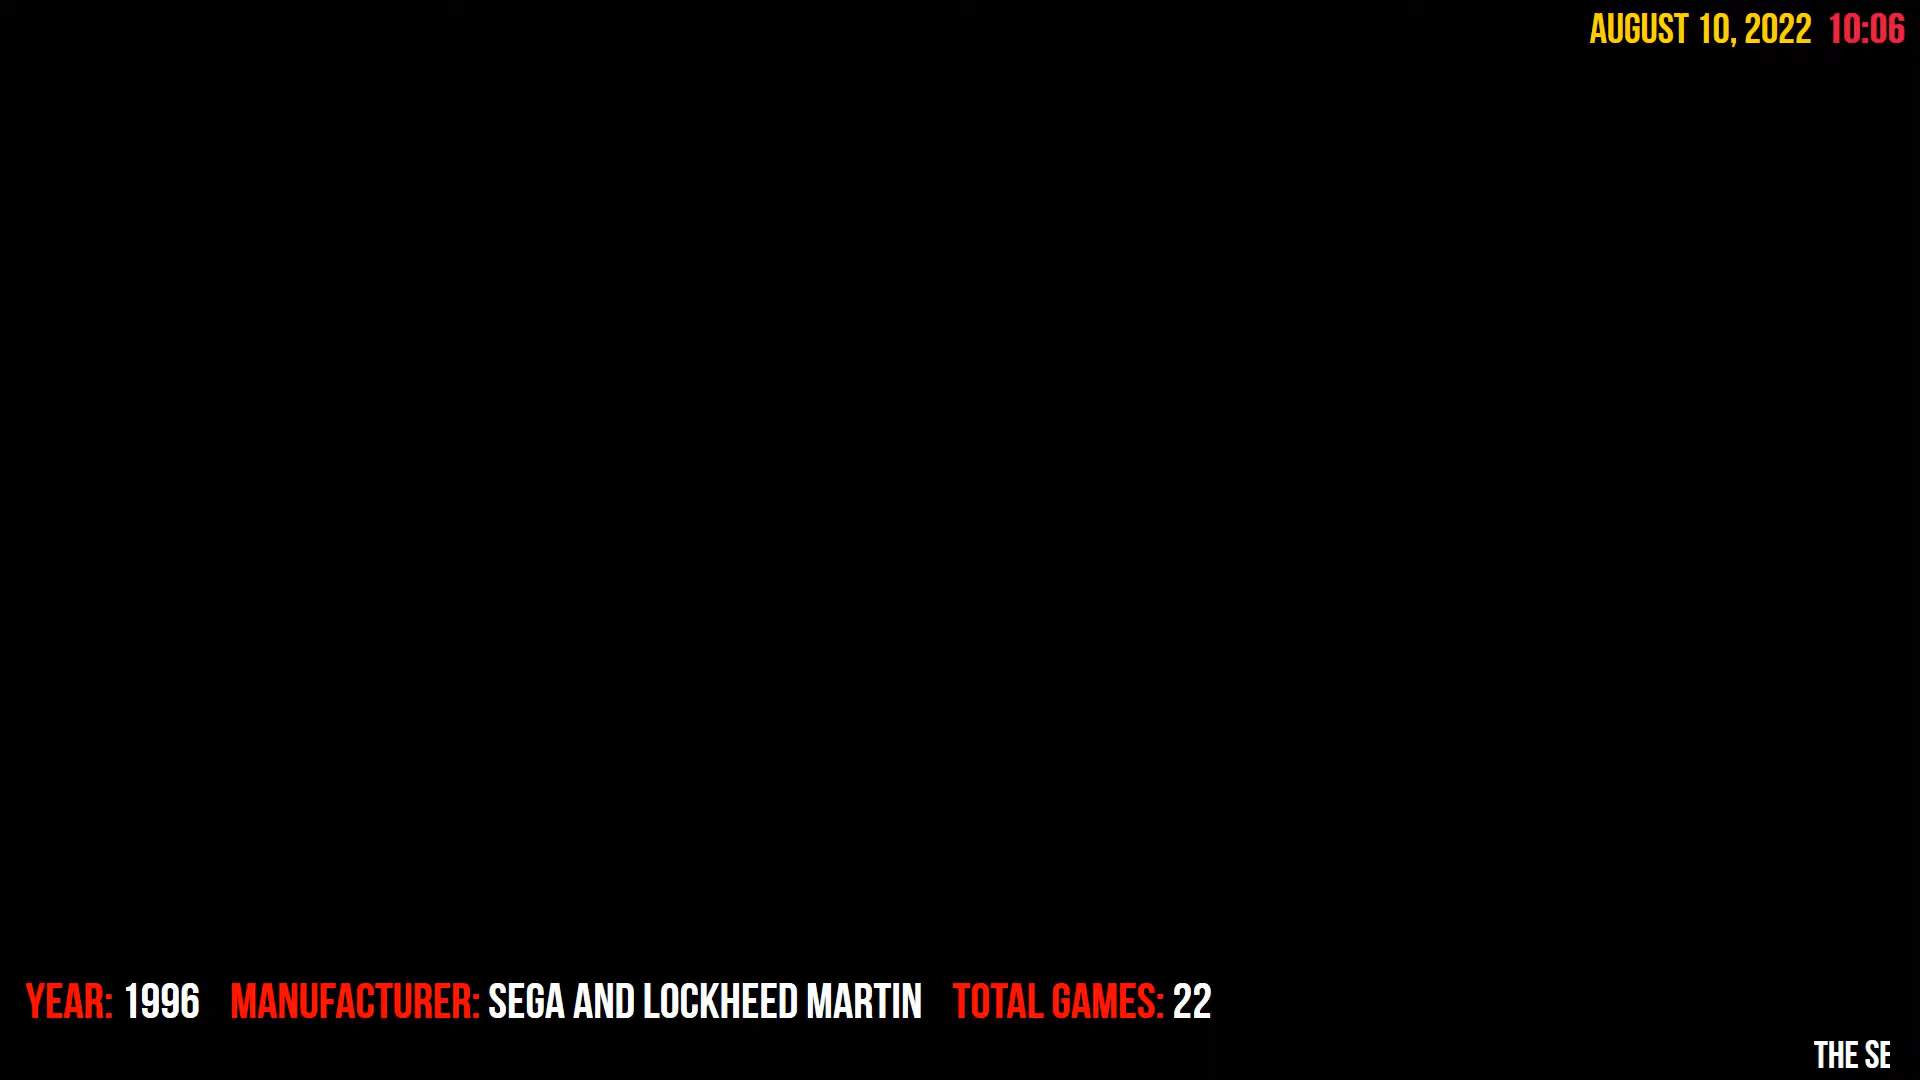 AUGUST 10, 2022 10:06
YEAR: 1996 MANUFACTURER: SEGA AND LOCKHEED MARTIN TOTAL GAMES: 22
THE SE